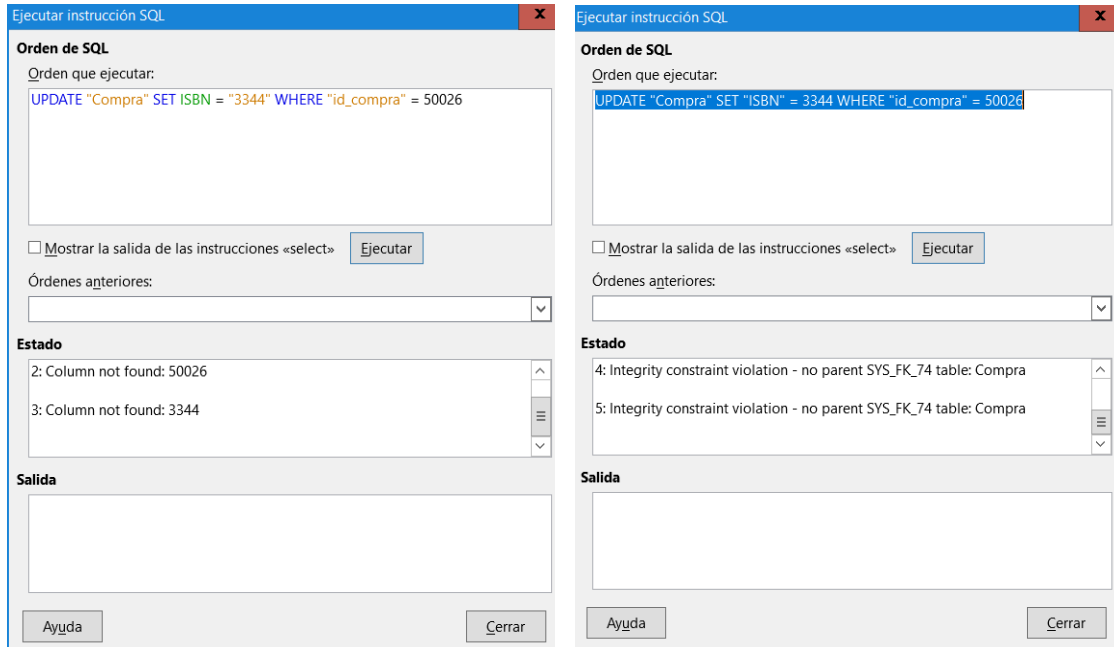 Ejecutar instrucción SQL
x
Orden de SQL
Orden que ejecutar:
UPDATE "Compra" SET ISBN = "3344" WHERE "id_compra" = 50026
Mostrar la salida de las instrucciones «select»
Ejecutar
Órdenes anteriores:
Estado
2: Column not found: 50026
3: Column not found: 3344
Salida
Ayuda
Cerrar
Ejecutar instrucción SQL
x
Orden de SQL
Orden que ejecutar:
UPDATE "Compra" SET "ISBN" = 3344 WHERE "id_compra" = 50026
Mostrar la salida de las instrucciones «select»
Ejecutar
Órdenes anteriores:
Estado
4: Integrity constraint violation - no parent SYS_FK_74 table: Compra
5: Integrity constraint violation - no parent SYS_FK_74 table: Compra
Salida
Ayuda
Cerrar